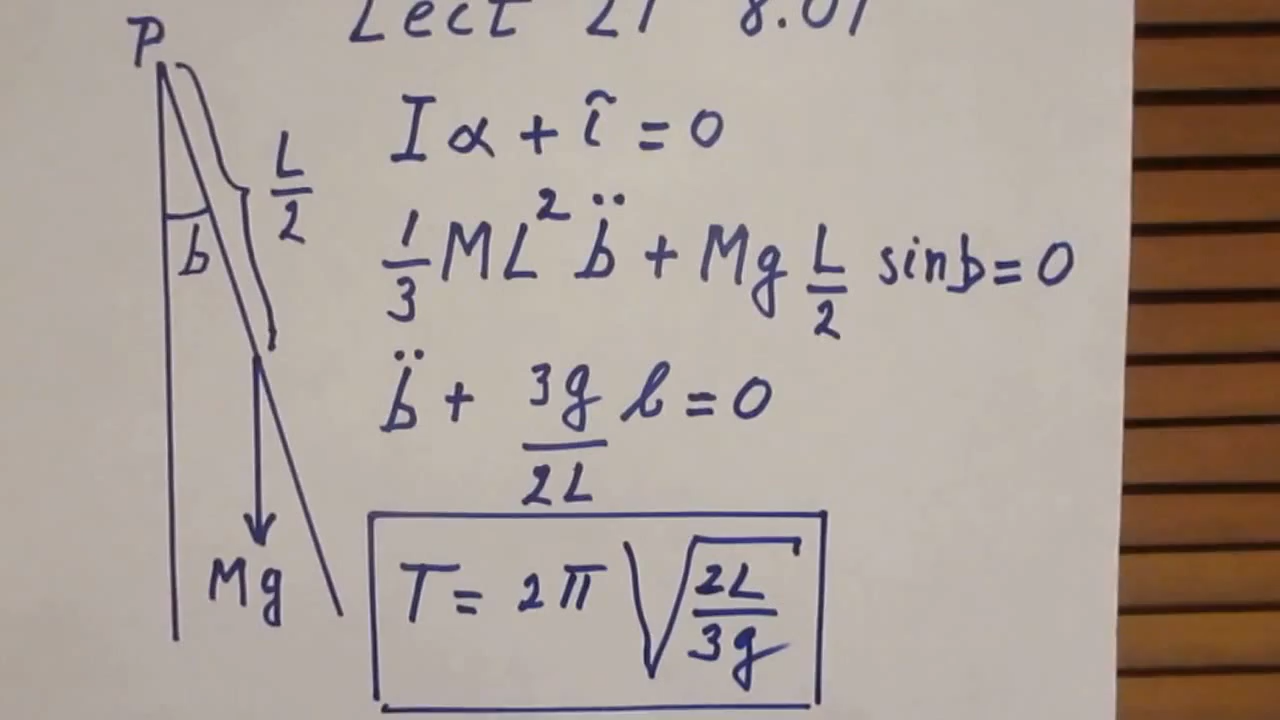 Lect 21 8.01
P
Iα + τ̂ = 0
L/2
1/3 ML² b̈ + Mg L/2 sinb = 0
b
b̈ + 3g/2L b = 0
Mg
T = 2π √(2L/3g)